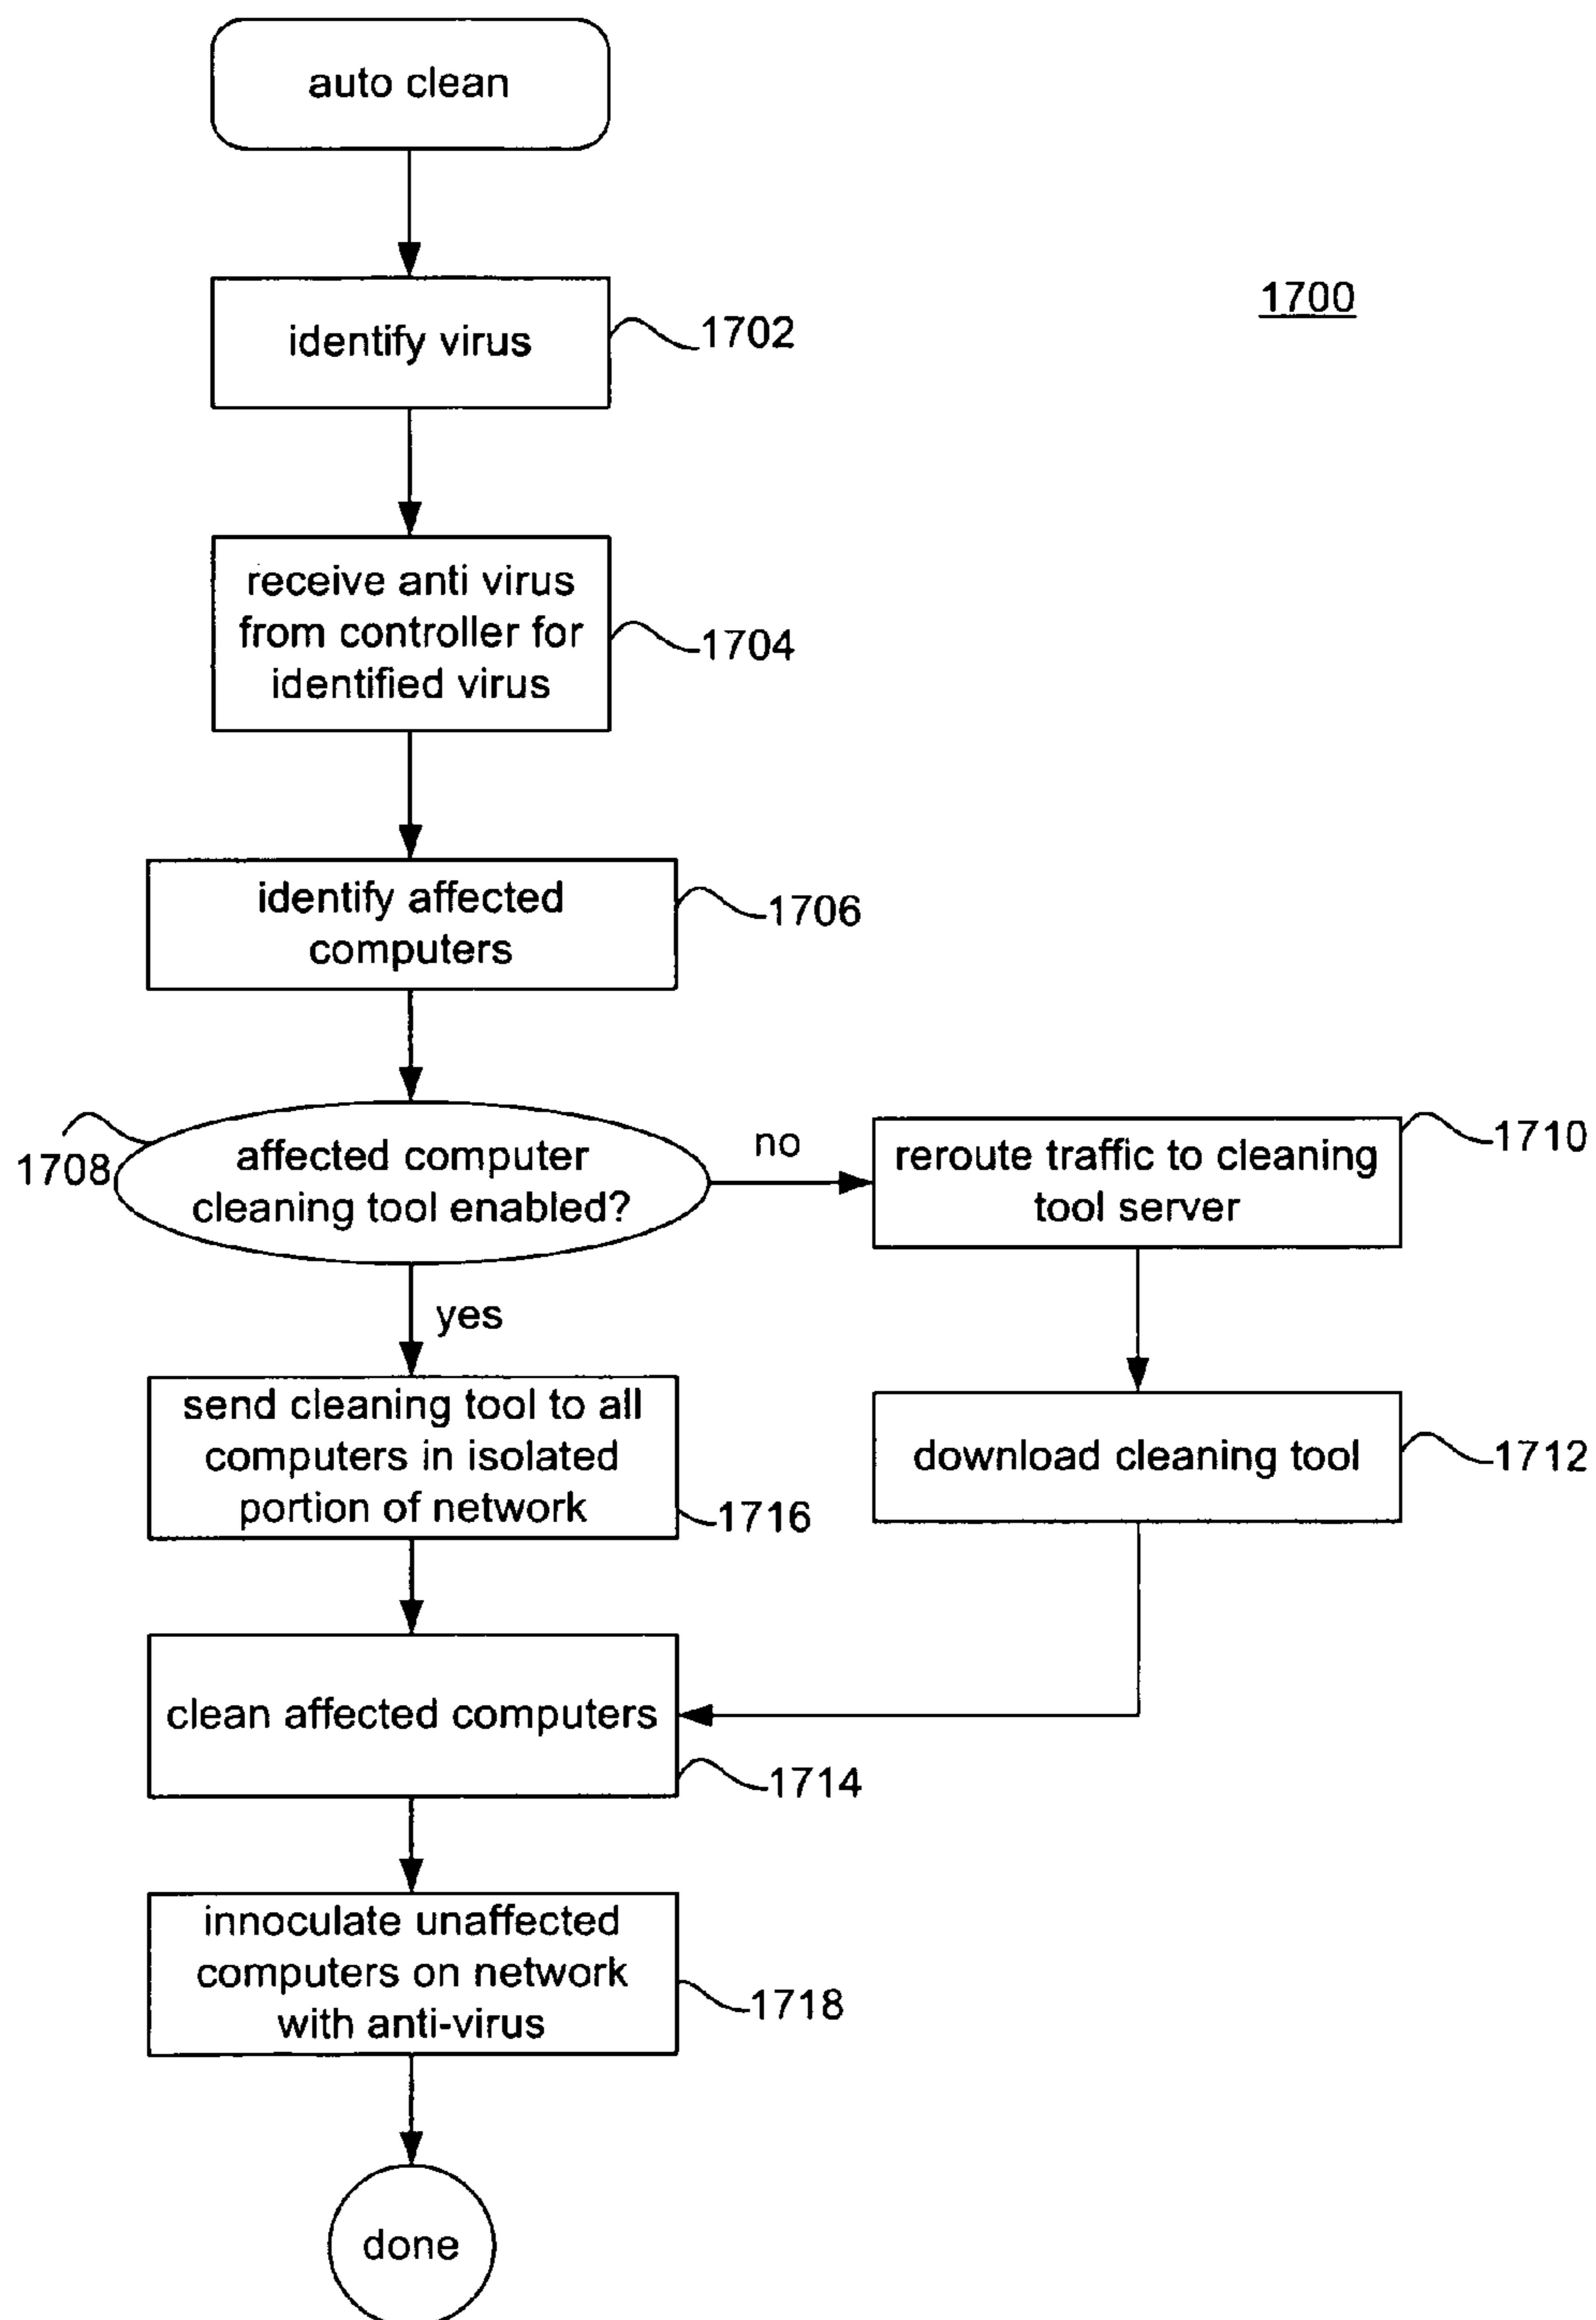 auto clean
1700
identify virus
1702
receive anti virus
from controller for
identified virus
1704
identify affected
computers
1706
1708
affected computer
cleaning tool enabled?
no
reroute traffic to cleaning
tool server
1710
yes
send cleaning tool to all
computers in isolated
portion of network
1716
download cleaning tool
1712
clean affected computers
1714
innoculate unaffected
computers on network
with anti-virus
1718
done